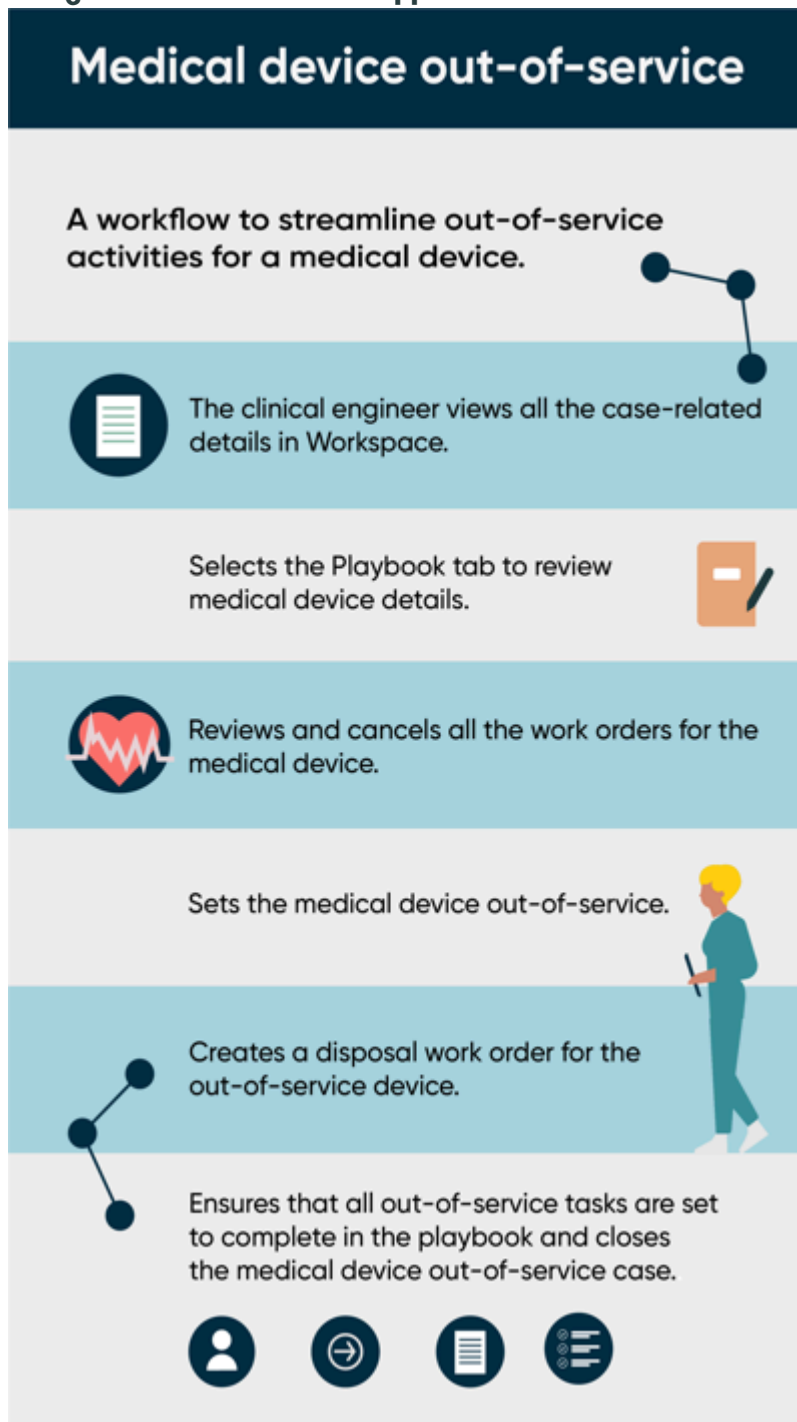 Medical device out-of-service
A workflow to streamline out-of-service
activities for a medical device.
The clinical engineer views all the case-related
details in Workspace.
Selects the Playbook tab to review
medical device details.
Reviews and cancels all the work orders for the
medical device.
Sets the medical device out-of-service.
Creates a disposal work order for the
out-of-service device.
Ensures that all out-of-service tasks are set
to complete in the playbook and closes
the medical device out-of-service case.